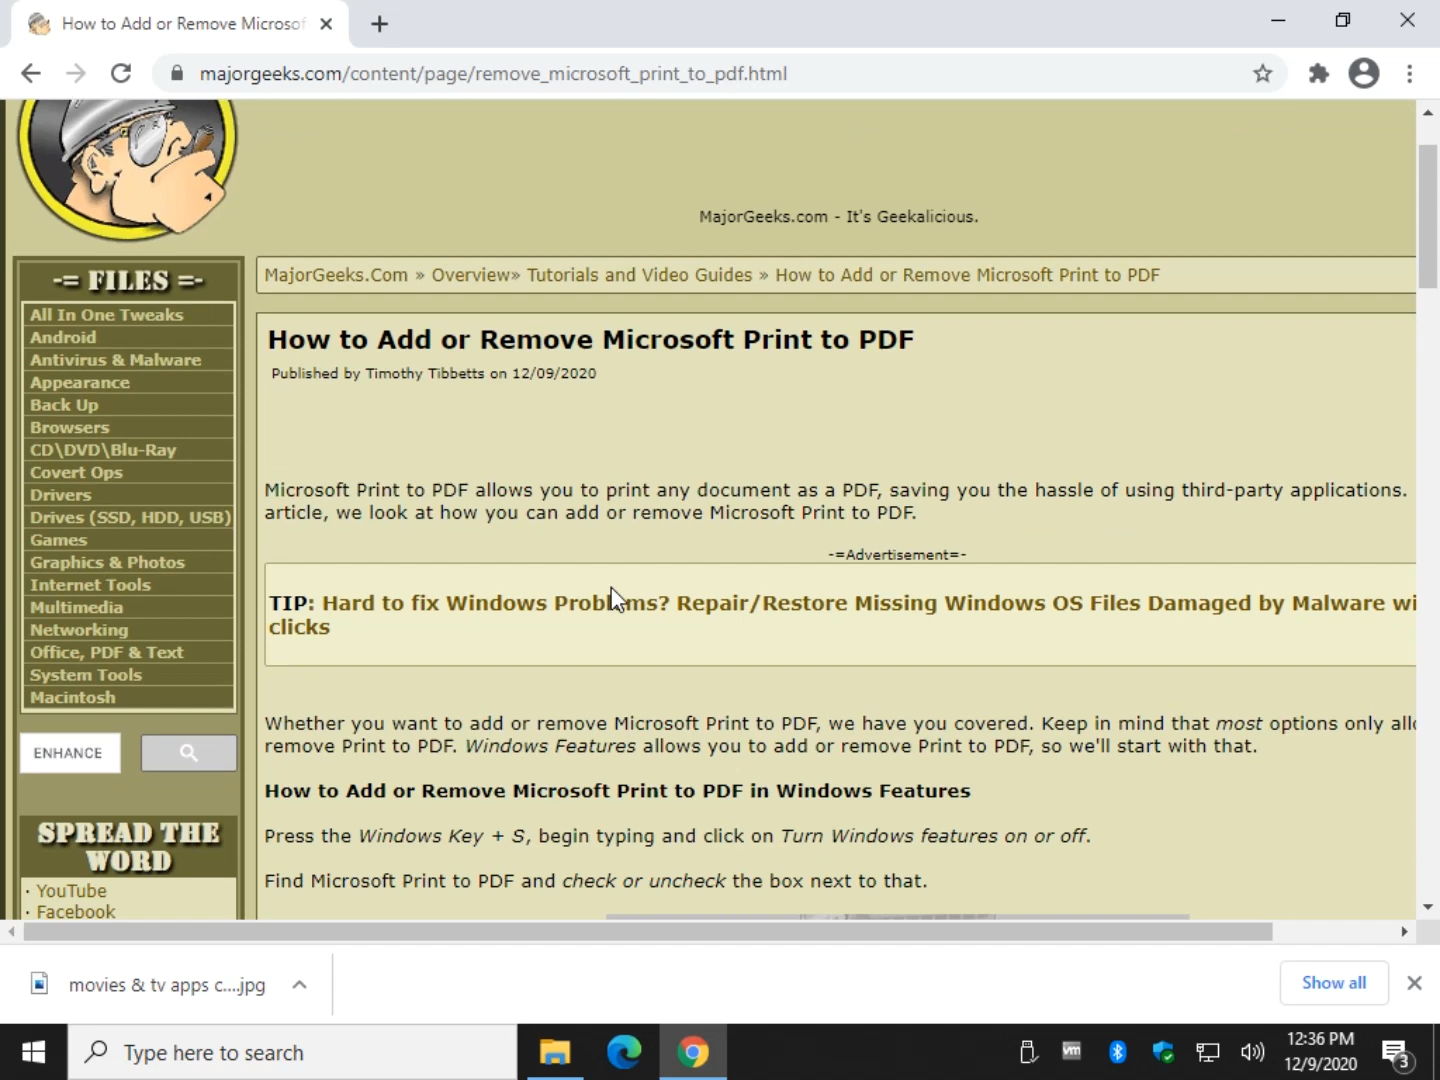 How to Add or Remove Microsof
majorgeeks.com/content/page/remove_microsoft_print_to_pdf.html
MajorGeeks.com - It's Geekalicious.
-= FILES =-
All In One Tweaks
Android
Antivirus & Malware
Appearance
Back Up
Browsers
CD\DVD\Blu-Ray
Covert Ops
Drivers
Drives (SSD, HDD, USB)
Games
Graphics & Photos
Internet Tools
Multimedia
Networking
Office, PDF & Text
System Tools
Macintosh
ENHANCE
SPREAD THE
WORD
· YouTube
· Facebook
MajorGeeks.Com » Overview» Tutorials and Video Guides » How to Add or Remove Microsoft Print to PDF
How to Add or Remove Microsoft Print to PDF
Published by Timothy Tibbetts on 12/09/2020
Microsoft Print to PDF allows you to print any document as a PDF, saving you the hassle of using third-party applications.
article, we look at how you can add or remove Microsoft Print to PDF.
-=Advertisement=-
TIP: Hard to fix Windows Problems? Repair/Restore Missing Windows OS Files Damaged by Malware wi
clicks
Whether you want to add or remove Microsoft Print to PDF, we have you covered. Keep in mind that most options only allo
remove Print to PDF. Windows Features allows you to add or remove Print to PDF, so we'll start with that.
How to Add or Remove Microsoft Print to PDF in Windows Features
Press the Windows Key + S, begin typing and click on Turn Windows features on or off.
Find Microsoft Print to PDF and check or uncheck the box next to that.
movies & tv apps c....jpg
Show all
Type here to search
vm
12:36 PM
12/9/2020
3